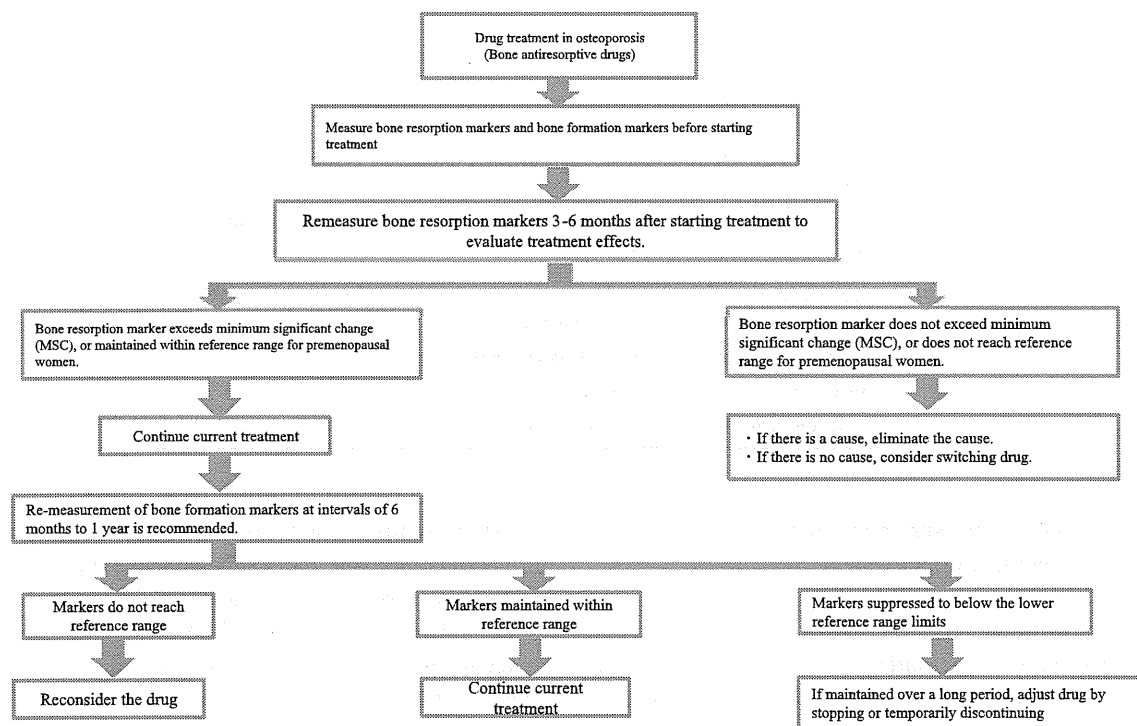 Drug treatment in osteoporosis
(Bone antiresorptive drugs)
Measure bone resorption markers and bone formation markers before starting
treatment
Remeasure bone resorption markers 3-6 months after starting treatment to
evaluate treatment effects.
Bone resorption marker exceeds minimum significant change
(MSC), or maintained within reference range for premenopausal
women.
Bone resorption marker does not exceed minimum
significant change (MSC), or does not reach reference
range for premenopausal women.
Continue current treatment
・If there is a cause, eliminate the cause.
・If there is no cause, consider switching drug.
Re-measurement of bone formation markers at intervals of 6
months to 1 year is recommended.
Markers do not reach
reference range
Markers maintained within
reference range
Markers suppressed to below the lower
reference range limits
Reconsider the drug
Continue current
treatment
If maintained over a long period, adjust drug by
stopping or temporarily discontinuing